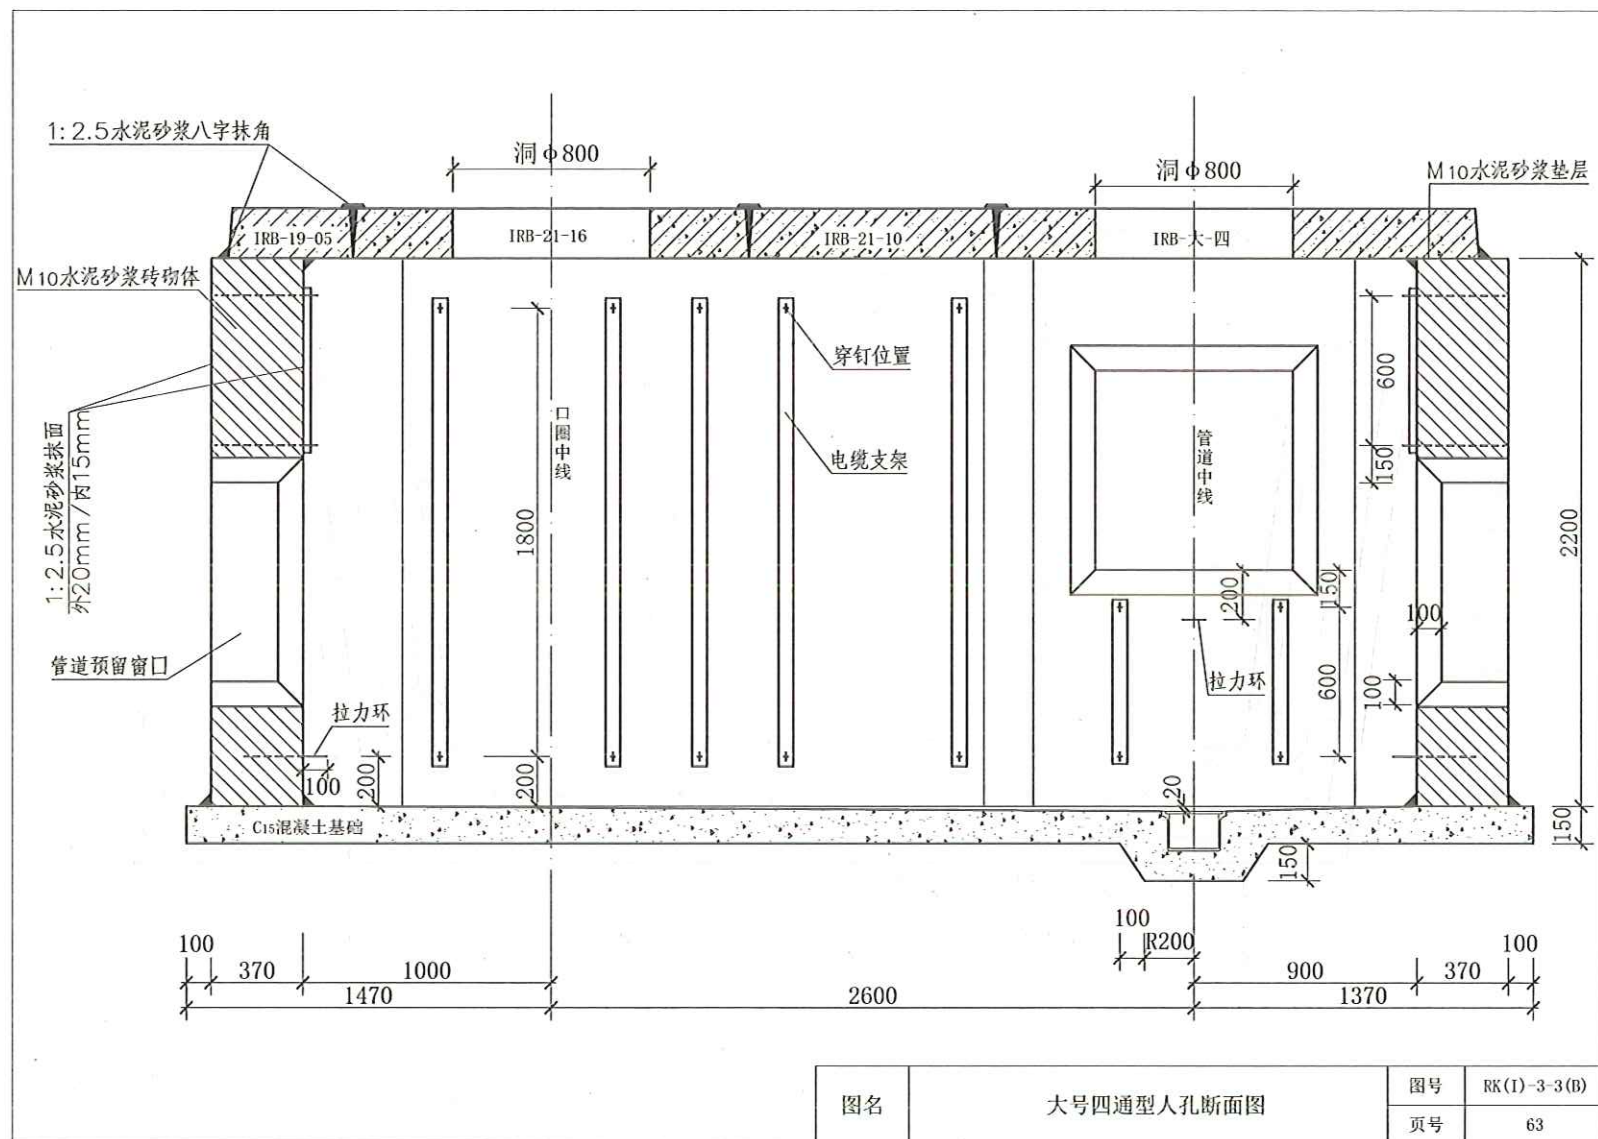 1:2.5水泥砂浆八字抹角
洞φ800
洞φ800
M10水泥砂浆垫层
IRB-19-05
IRB-21-16
IRB-21-10
IRB-大-四
M10水泥砂浆砖砌体
穿钉位置
600
口圈中线
管道中线
电缆支架
150
1:2.5水泥砂浆抹面
外20mm/内15mm
1800
2200
200
150
100
管道预留窗口
拉力环
600
100
拉力环
100
200
200
20
C15混凝土基础
150
150
100
R200
100
100
370
1000
900
370
1470
2600
1370
图名
大号四通型人孔断面图
图号
RK(I)-3-3(B)
页号
63